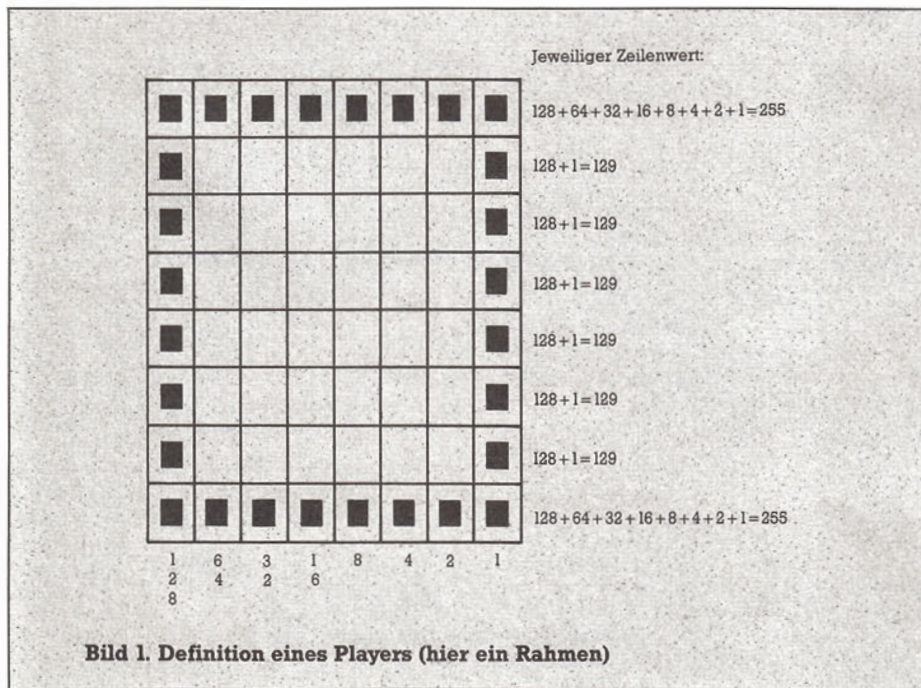 Jeweiliger Zeilenwert:
128+64+32+16+8+4+2+1=255
128+1=129
128+1=129
128+1=129
128+1=129
128+1=129
128+1=129
128+64+32+16+8+4+2+1=255
1 6 3 1 8 4 2 1
2 4 2 6
8
Bild 1. Definition eines Players (hier ein Rahmen)